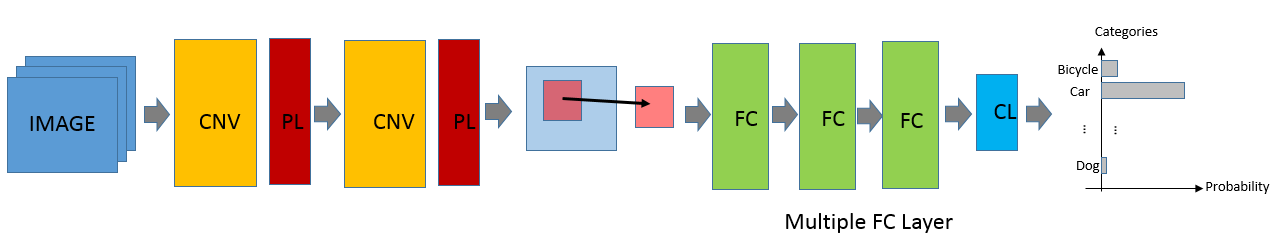 IMAGE
CNV
PL
CNV
PL
FC
FC
FC
CL
Multiple FC Layer
Categories
Bicycle
Car
...
...
Dog
Probability